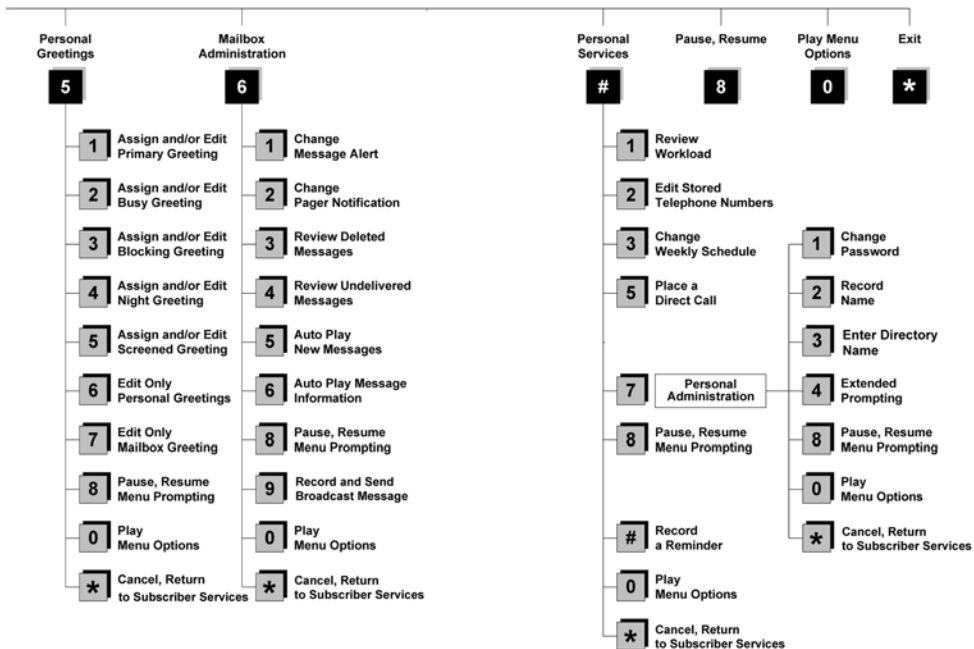 Personal
Greetings
5
1
Assign and/or Edit
Primary Greeting
2
Assign and/or Edit
Busy Greeting
3
Assign and/or Edit
Blocking Greeting
4
Assign and/or Edit
Night Greeting
5
Assign and/or Edit
Screened Greeting
6
Edit Only
Personal Greetings
7
Edit Only
Mailbox Greeting
8
Pause, Resume
Menu Prompting
0
Play
Menu Options
*
Cancel, Return
to Subscriber Services
Mailbox
Administration
6
1
Change
Message Alert
2
Change
Pager Notification
3
Review Deleted
Messages
4
Review Undelivered
Messages
5
Auto Play
New Messages
6
Auto Play Message
Information
8
Pause, Resume
Menu Prompting
9
Record and Send
Broadcast Message
0
Play
Menu Options
*
Cancel, Return
to Subscriber Services
Personal
Services
#
1
Review
Workload
2
Edit Stored
Telephone Numbers
3
Change
Weekly Schedule
5
Place a
Direct Call
7
Personal
Administration
8
Pause, Resume
Menu Prompting
#
Record
a Reminder
0
Play
Menu Options
*
Cancel, Return
to Subscriber Services
1
Change
Password
2
Record
Name
3
Enter Directory
Name
4
Extended
Prompting
8
Pause, Resume
Menu Prompting
0
Play
Menu Options
*
Cancel, Return
to Subscriber Services
Pause, Resume
8
Play Menu
Options
0
Exit
*